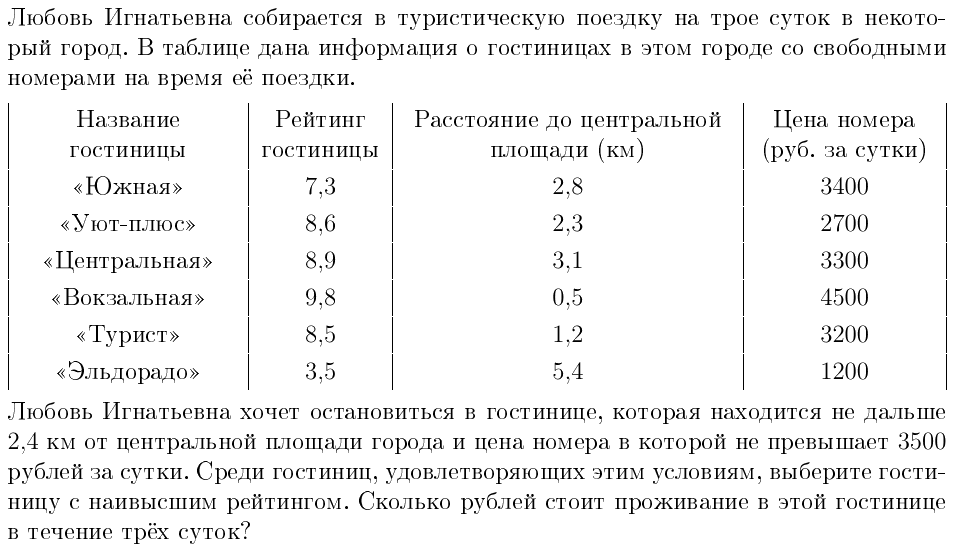 Любовь Игнатьевна собирается в туристическую поездку на трое суток в некото-
рый город. В таблице дана информация о гостиницах в этом городе со свободными
номерами на время её поездки.
Название гостиницы | Рейтинг гостиницы | Расстояние до центральной площади (км) | Цена номера (руб. за сутки)
«Южная» | 7,3 | 2,8 | 3400
«Уют-плюс» | 8,6 | 2,3 | 2700
«Центральная» | 8,9 | 3,1 | 3300
«Вокзальная» | 9,8 | 0,5 | 4500
«Турист» | 8,5 | 1,2 | 3200
«Эльдорадо» | 3,5 | 5,4 | 1200
Любовь Игнатьевна хочет остановиться в гостинице, которая находится не дальше
2,4 км от центральной площади города и цена номера в которой не превышает 3500
рублей за сутки. Среди гостиниц, удовлетворяющих этим условиям, выберите гости-
ницу с наивысшим рейтингом. Сколько рублей стоит проживание в этой гостинице
в течение трёх суток?